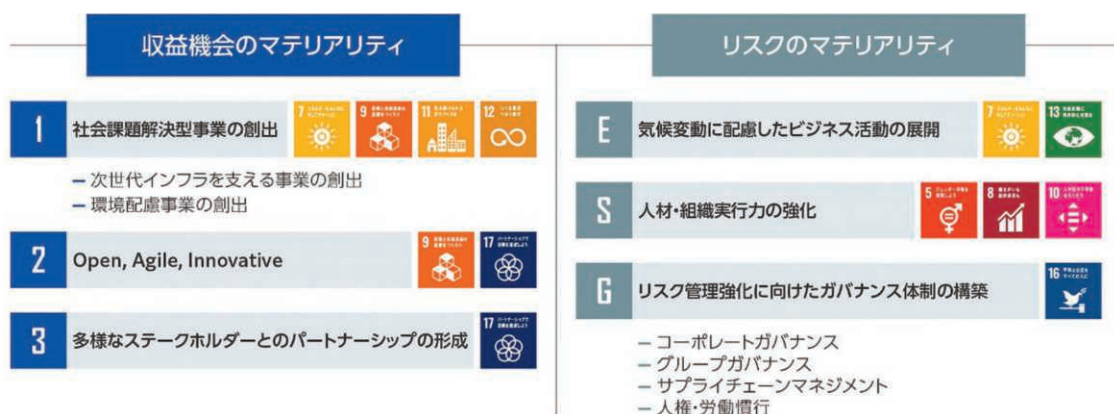 収益機会のマテリアリティ
1 社会課題解決型事業の創出 7 9 11 12
– 次世代インフラを支える事業の創出
– 環境配慮事業の創出
2 Open, Agile, Innovative 9 17
3 多様なステークホルダーとのパートナーシップの形成 17
リスクのマテリアリティ
E 気候変動に配慮したビジネス活動の展開 7 13
S 人材・組織実行力の強化 5 8 10
G リスク管理強化に向けたガバナンス体制の構築 16
– コーポレートガバナンス
– グループガバナンス
– サプライチェーンマネジメント
– 人権・労働慣行